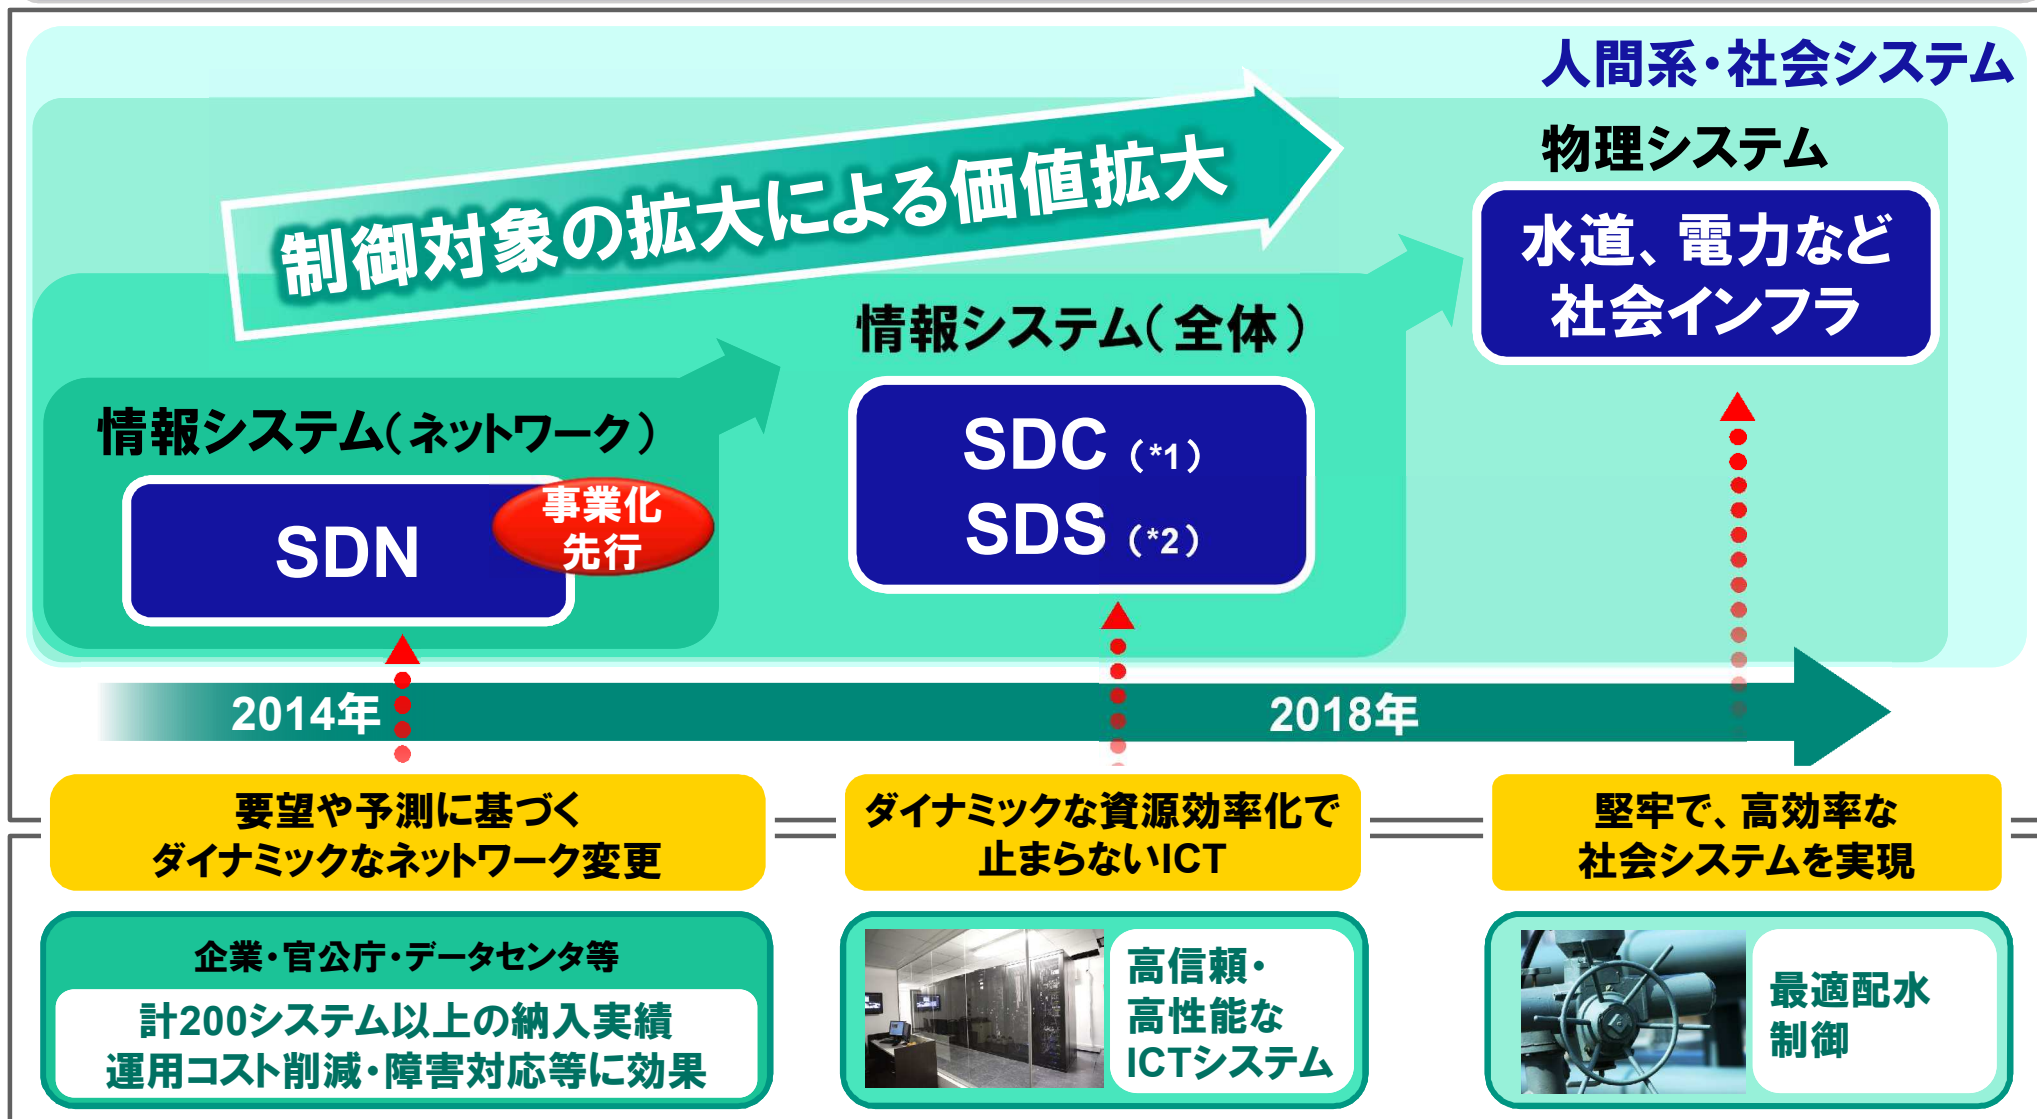 人間系・社会システム
物理システム
水道、電力など
社会インフラ
制御対象の拡大による価値拡大
情報システム（全体）
SDC（*1）
SDS（*2）
情報システム（ネットワーク）
SDN
事業化
先行
2014年
2018年
要望や予測に基づく
ダイナミックなネットワーク変更
ダイナミックな資源効率化で
止まらないICT
堅牢で、高効率な
社会システムを実現
企業・官公庁・データセンタ等
計200システム以上の納入実績
運用コスト削減・障害対応等に効果
高信頼・
高性能な
ICTシステム
最適配水
制御